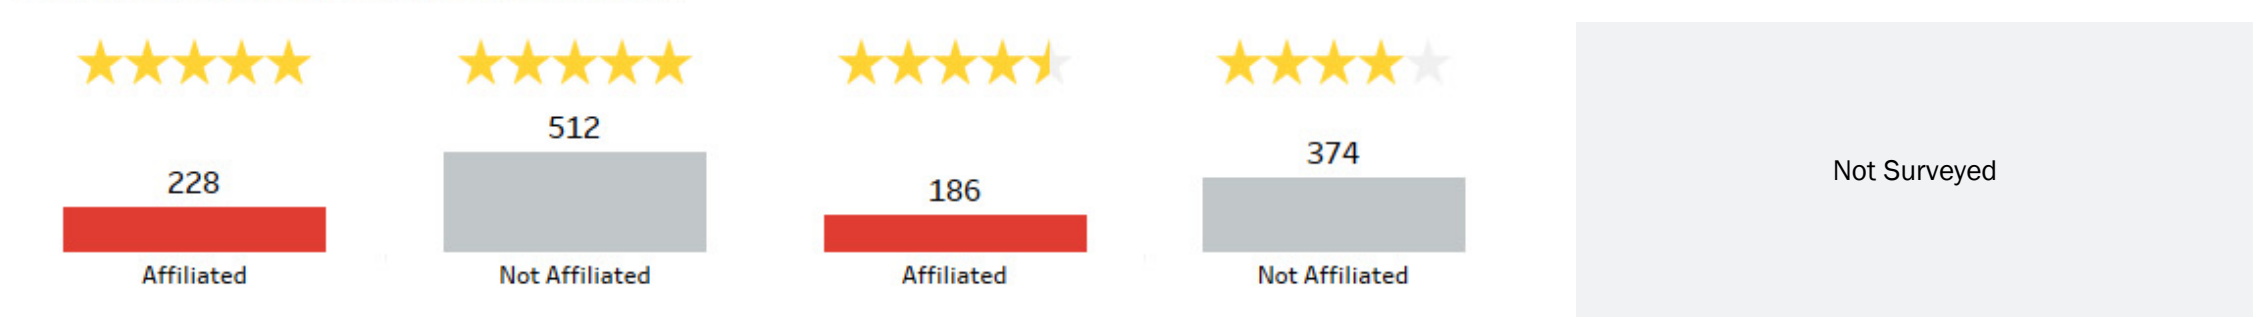 512
374
228
186
Not Surveyed
Affiliated
Not Affiliated
Affiliated
Not Affiliated